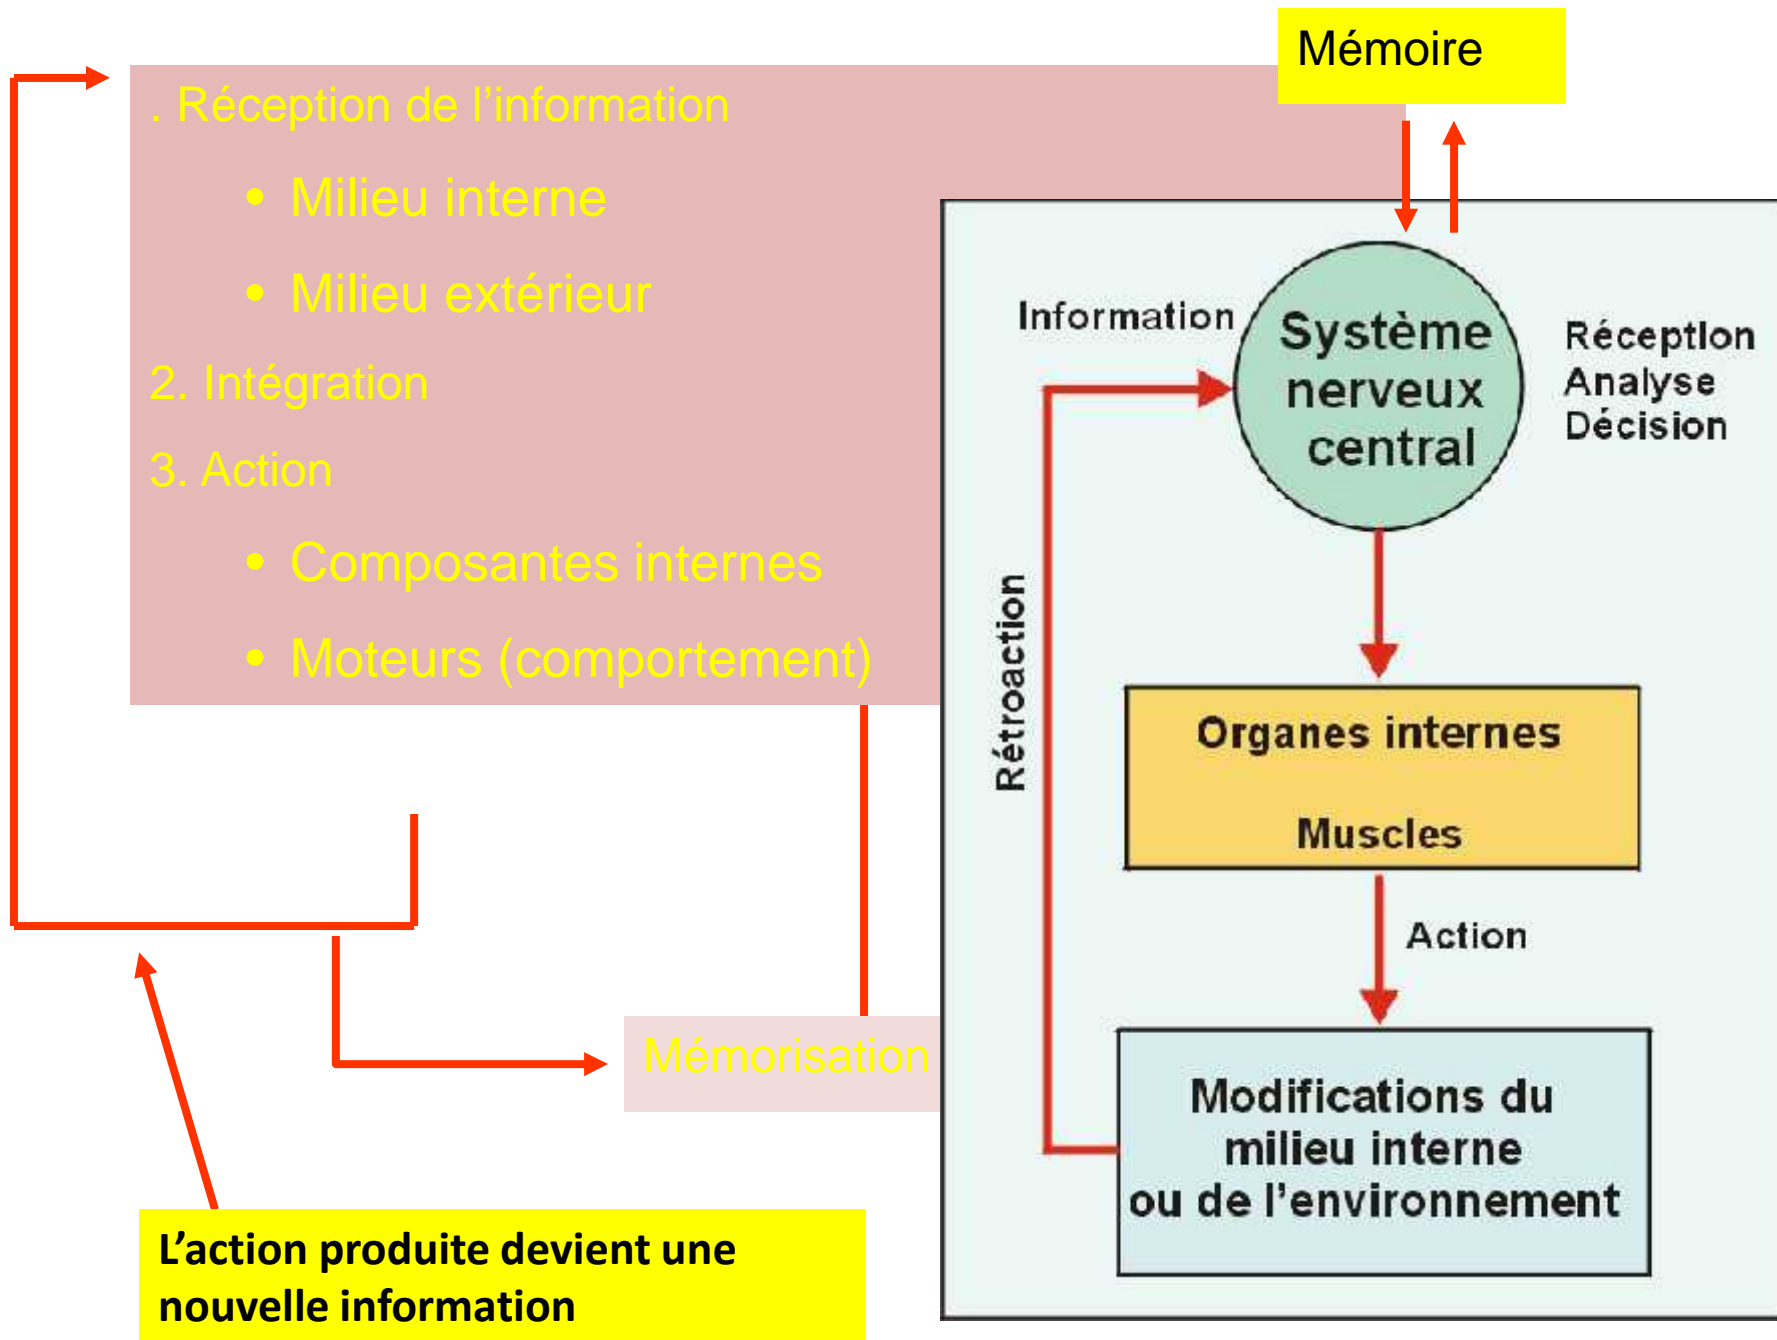 Mémoire
. Réception de l’information
• Milieu interne
• Milieu extérieur
2. Intégration
3. Action
• Composantes internes
• Moteurs (comportement)
Mémorisation
L’action produite devient une
nouvelle information
Information
Système
nerveux
central
Réception
Analyse
Décision
Rétroaction
Organes internes
Muscles
Action
Modifications du
milieu interne
ou de l’environnement